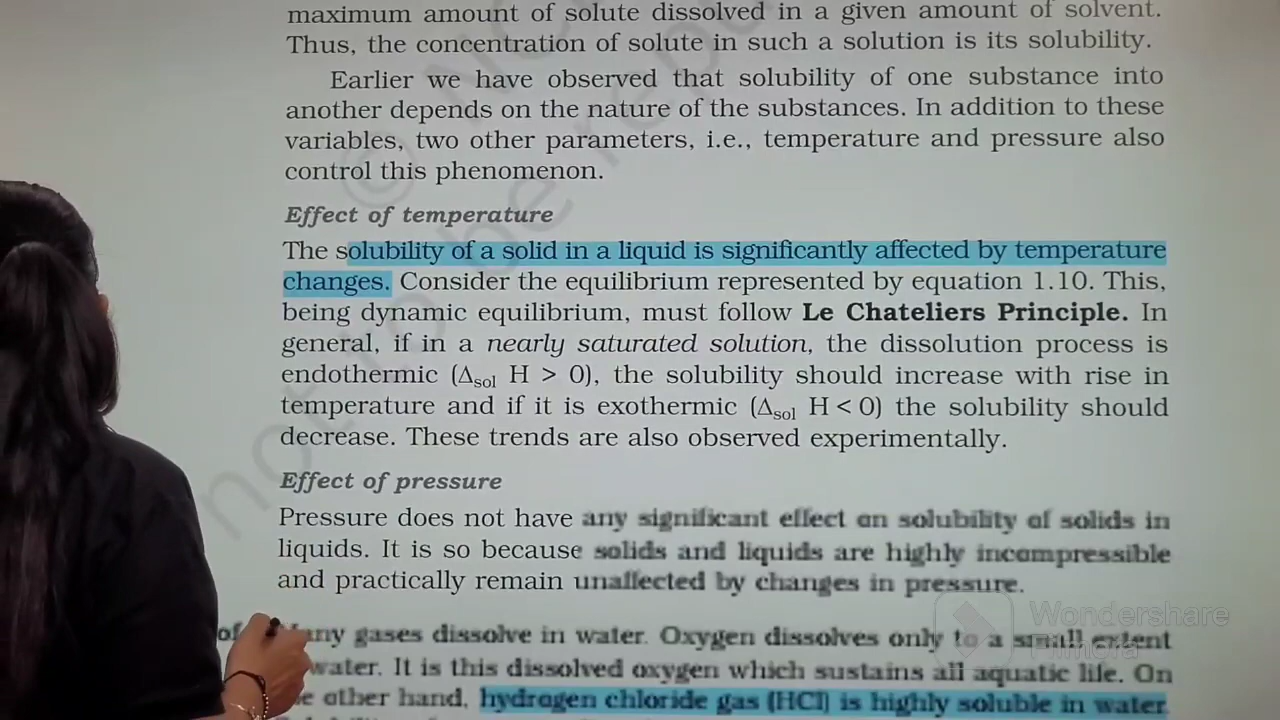 maximum amount of solute dissolved in a given amount of solvent.
Thus, the concentration of solute in such a solution is its solubility.
Earlier we have observed that solubility of one substance into
another depends on the nature of the substances. In addition to these
variables, two other parameters, i.e., temperature and pressure also
control this phenomenon.
Effect of temperature
The solubility of a solid in a liquid is significantly affected by temperature
changes. Consider the equilibrium represented by equation 1.10. This,
being dynamic equilibrium, must follow Le Chateliers Principle. In
general, if in a nearly saturated solution, the dissolution process is
endothermic (Δsol H > 0), the solubility should increase with rise in
temperature and if it is exothermic (Δsol H < 0) the solubility should
decrease. These trends are also observed experimentally.
Effect of pressure
Pressure does not have any significant effect on solubility of solids in
liquids. It is so because solids and liquids are highly incompressible
and practically remain unaffected by changes in pressure.
of Many gases dissolve in water. Oxygen dissolves only to a small extent
water. It is this dissolved oxygen which sustains all aquatic life. On
other hand, hydrogen chloride gas (HCl) is highly soluble in water.
Wondershare
Filmora